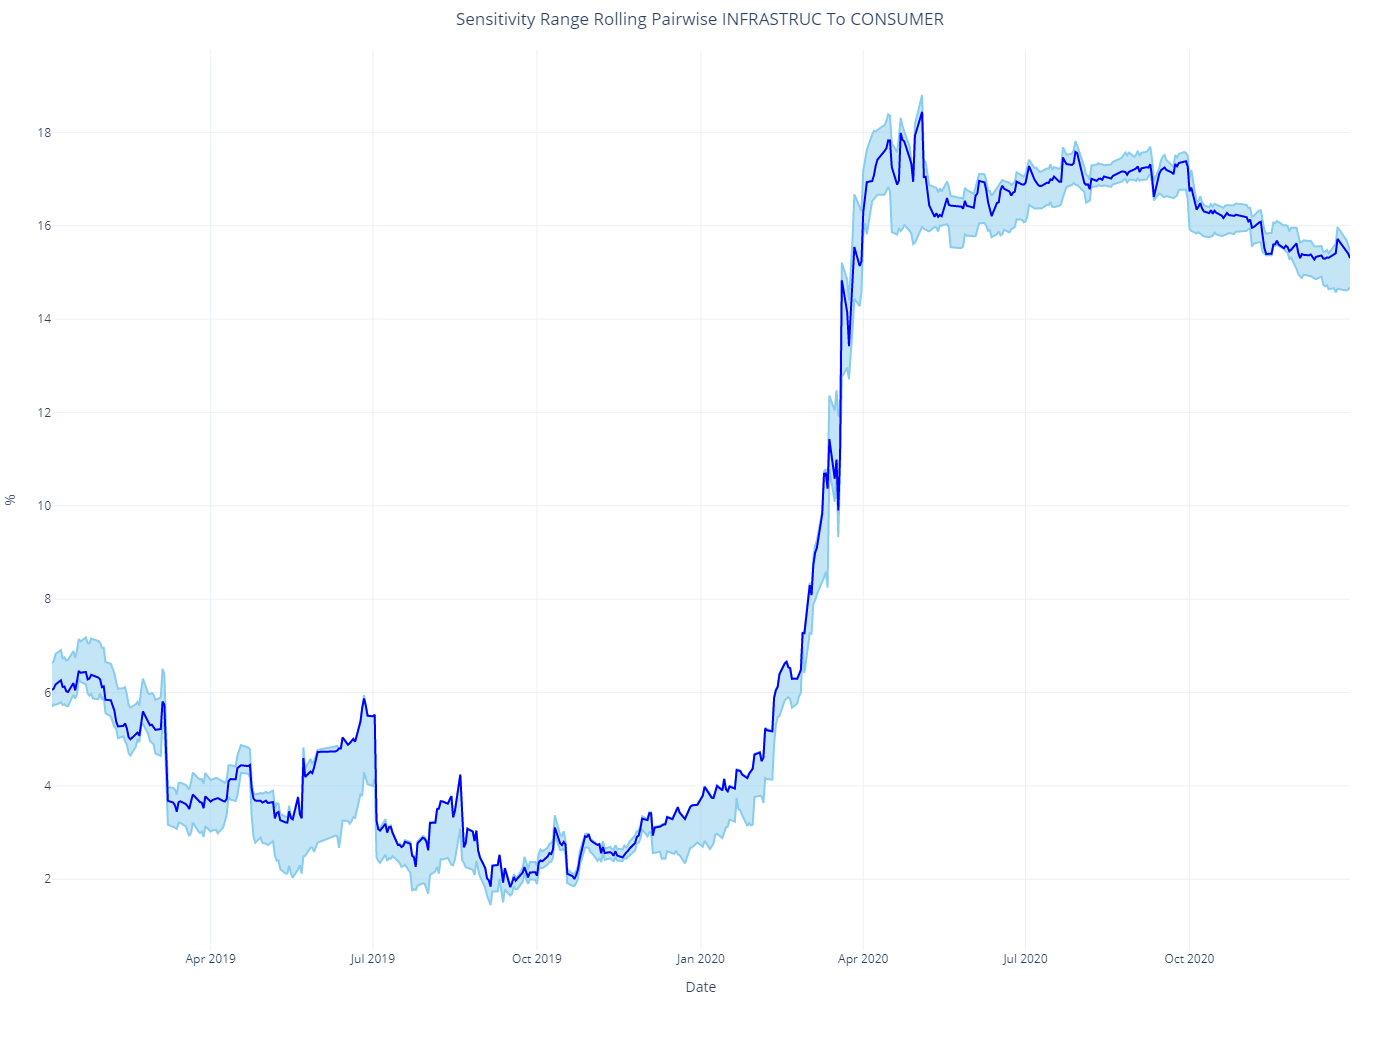 Sensitivity Range Rolling Pairwise INFRASTRUC To CONSUMER
18
16
14
12
10
8
6
4
2
%
Apr 2019
Jul 2019
Oct 2019
Jan 2020
Apr 2020
Jul 2020
Oct 2020
Date